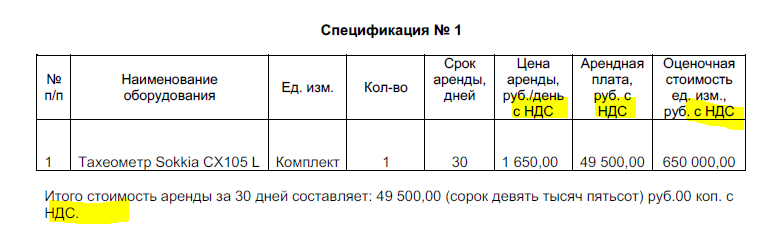 Спецификация № 1
№ п/п
Наименование оборудования
Ед. изм.
Кол-во
Срок аренды, дней
Цена аренды, руб./день с НДС
Арендная плата, руб. с НДС
Оценочная стоимость ед. изм., руб. с НДС
1 Тахеометр Sokkia CX105 L Комплект 1 30 1 650,00 49 500,00 650 000,00
Итого стоимость аренды за 30 дней составляет: 49 500,00 (сорок девять тысяч пятьсот) руб.00 коп. с
НДС.